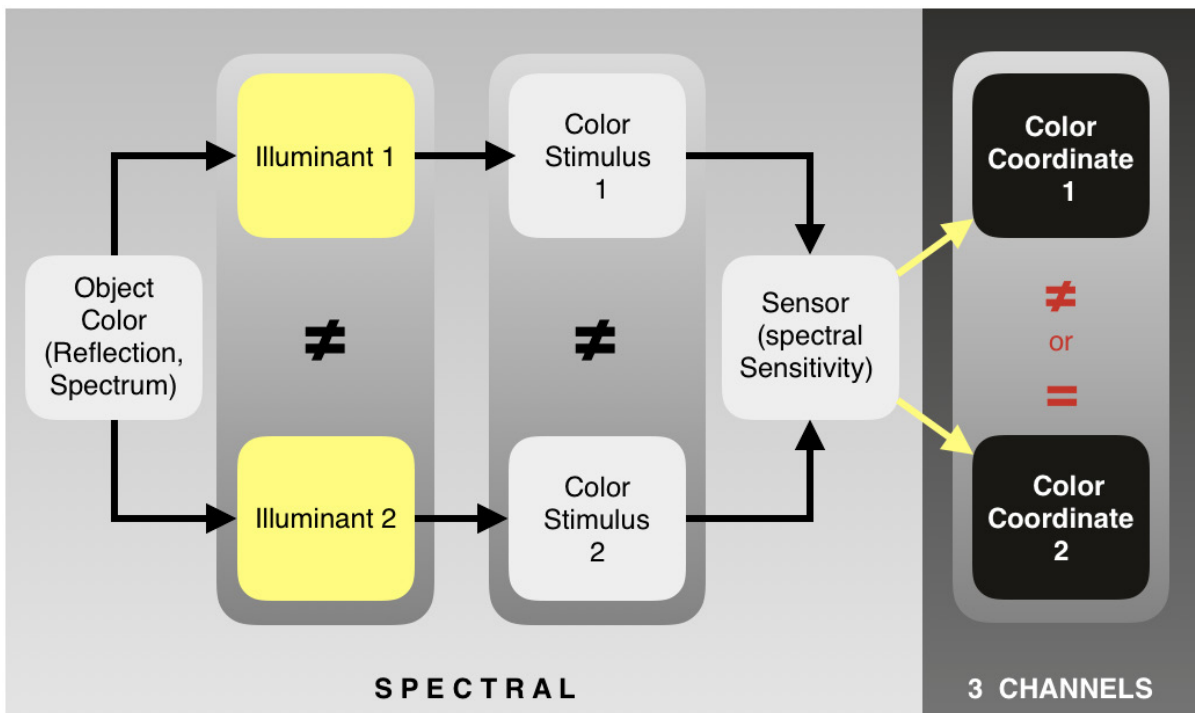 Object
Color
(Reflection,
Spectrum)
Illuminant 1
≠
Illuminant 2
Color
Stimulus
1
≠
Color
Stimulus
2
Sensor
(spectral
Sensitivity)
Color
Coordinate
1
≠
or
=
Color
Coordinate
2
SPECTRAL
3 CHANNELS